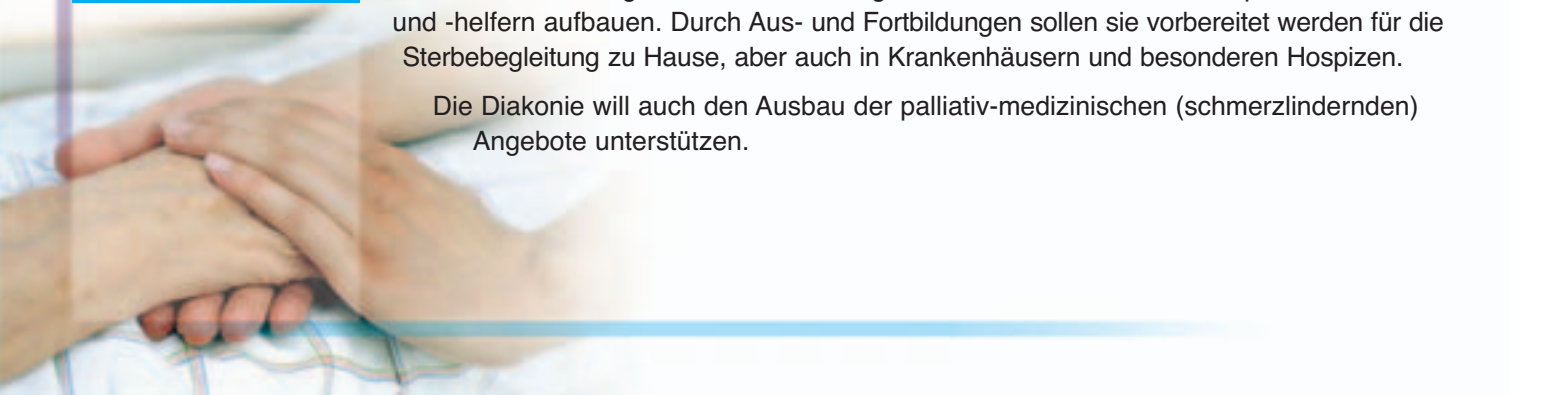 und -helfern aufbauen. Durch Aus- und Fortbildungen sollen sie vorbereitet werden für die
Sterbebegleitung zu Hause, aber auch in Krankenhäusern und besonderen Hospizen.
Die Diakonie will auch den Ausbau der palliativ-medizinischen (schmerzlindernden)
Angebote unterstützen.